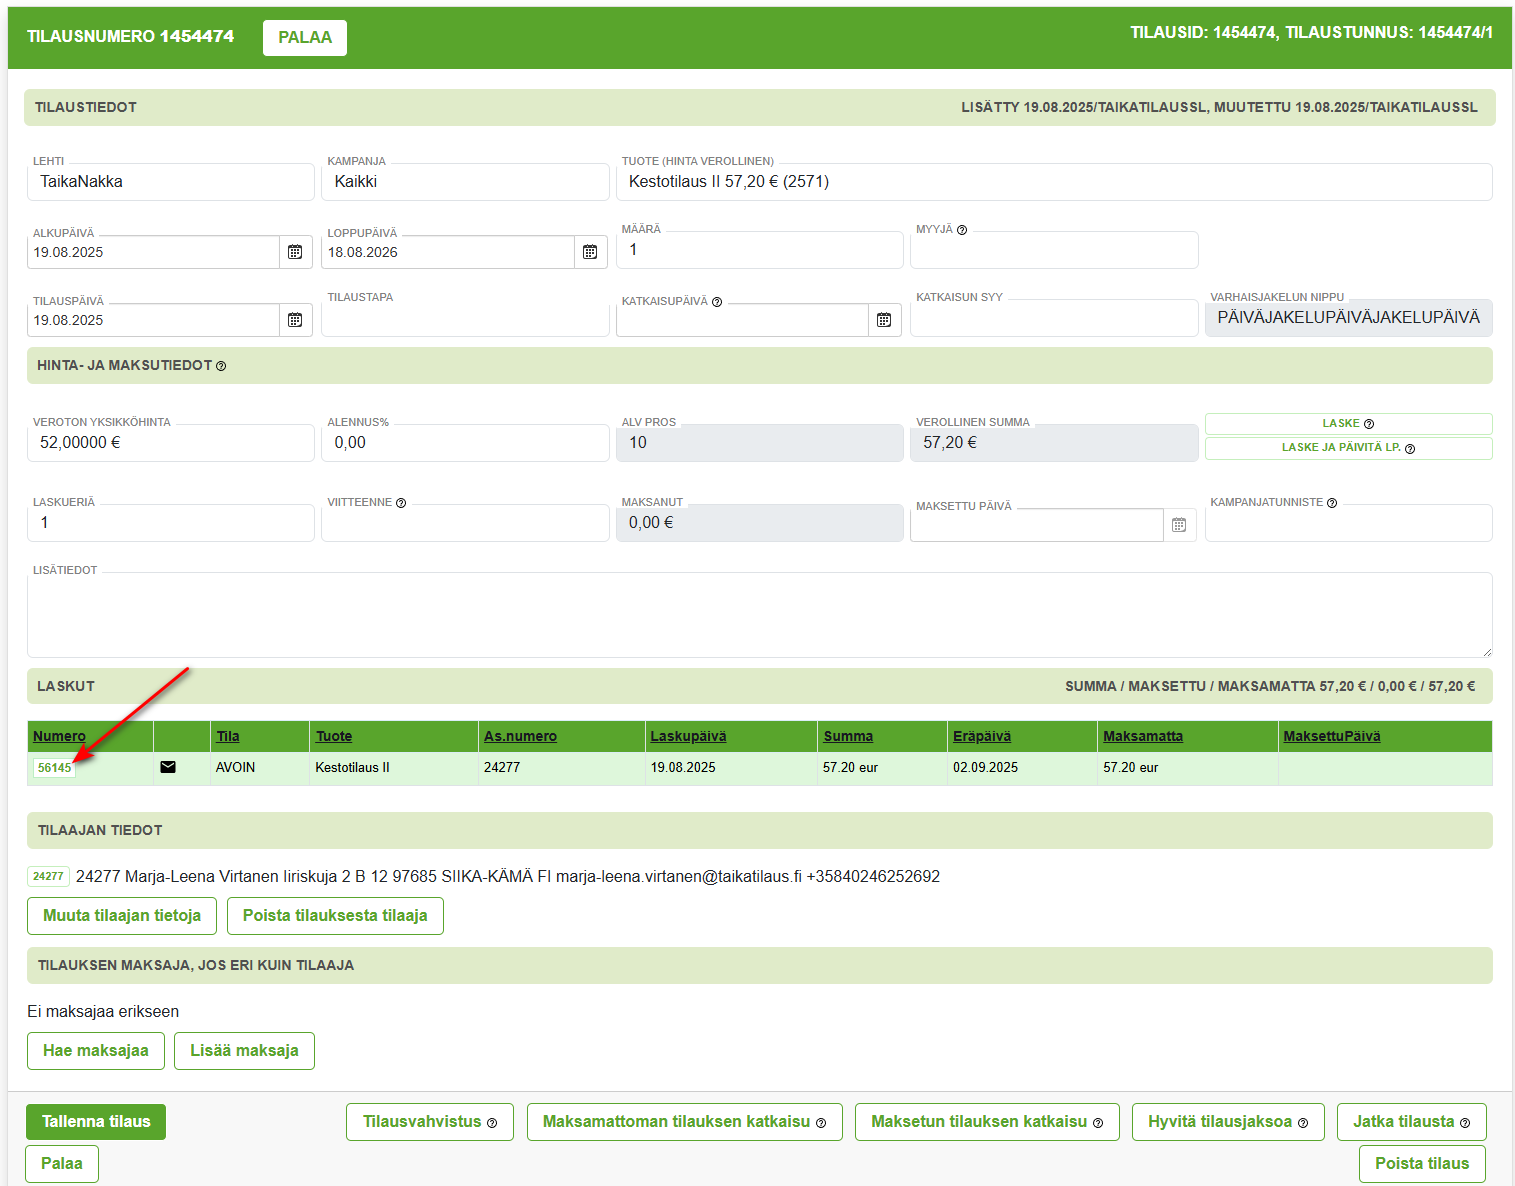 TILAUSNUMERO 1454474 PALAA TILAUSID: 1454474, TILAUSTUNNUS: 1454474/1
TILAUSTIEDOT LISÄTTY 19.08.2025/TAIKATILAUSSL, MUUTETTU 19.08.2025/TAIKATILAUSSL
LEHTI KAMPANJA TUOTE (HINTA VEROLLINEN)
TaikaNakka Kaikki Kestotilaus II 57,20 € (2571)
ALKUPÄIVÄ LOPPUPÄIVÄ MÄÄRÄ MYYJÄ
19.08.2025 18.08.2026 1
TILAUSPÄIVÄ TILAUSTAPA KATKAISUPÄIVÄ KATKAISUN SYY VARHAISJAKELUN NIPPU
19.08.2025 PÄIVÄJAKELUPÄIVÄJAKELUPÄIVÄ
HINTA- JA MAKSUTIEDOT
VEROTON YKSIKKÖHINTA ALENNUS% ALV PROS VEROLLINEN SUMMA LASKE
52,00000 € 0,00 10 57,20 € LASKE JA PÄIVITÄ LP.
LASKUERIÄ VIITTEENNE MAKSANUT MAKSETTU PÄIVÄ KAMPANJATUNNISTE
1 0,00 €
LISÄTIEDOT
LASKUT SUMMA / MAKSETTU / MAKSAMATTA 57,20 € / 0,00 € / 57,20 €
Numero Tila Tuote As.numero Laskupäivä Summa Eräpäivä Maksamatta MaksettuPäivä
56145 AVOIN Kestotilaus II 24277 19.08.2025 57.20 eur 02.09.2025 57.20 eur
TILAAJAN TIEDOT
24277 24277 Marja-Leena Virtanen Iiriskuja 2 B 12 97685 SIIKA-KÄMÄ FI marja-leena.virtanen@taikatilaus.fi +35840246252692
Muuta tilaajan tietoja Poista tilauksesta tilaaja
TILAUKSEN MAKSAJA, JOS ERI KUIN TILAAJA
Ei maksajaa erikseen
Hae maksajaa Lisää maksaja
Tallenna tilaus Tilausvahvistus Maksamattoman tilauksen katkaisu Maksetun tilauksen katkaisu Hyvitä tilausjaksoa Jatka tilausta
Palaa Poista tilaus